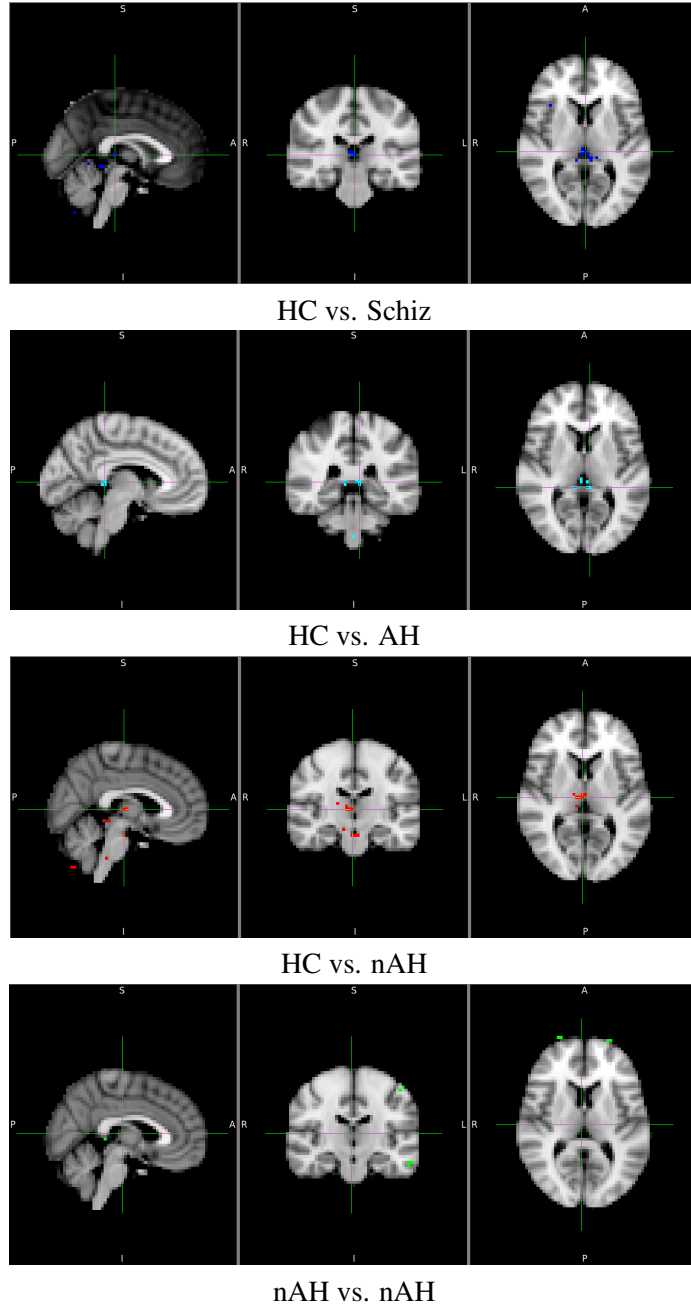 S S A
P A R L R
I I P
HC vs. Schiz
S S A
P A R L R
I I P
HC vs. AH
S S A
P A R L R
I I P
HC vs. nAH
S S A
P A R L R
I I P
nAH vs. nAH